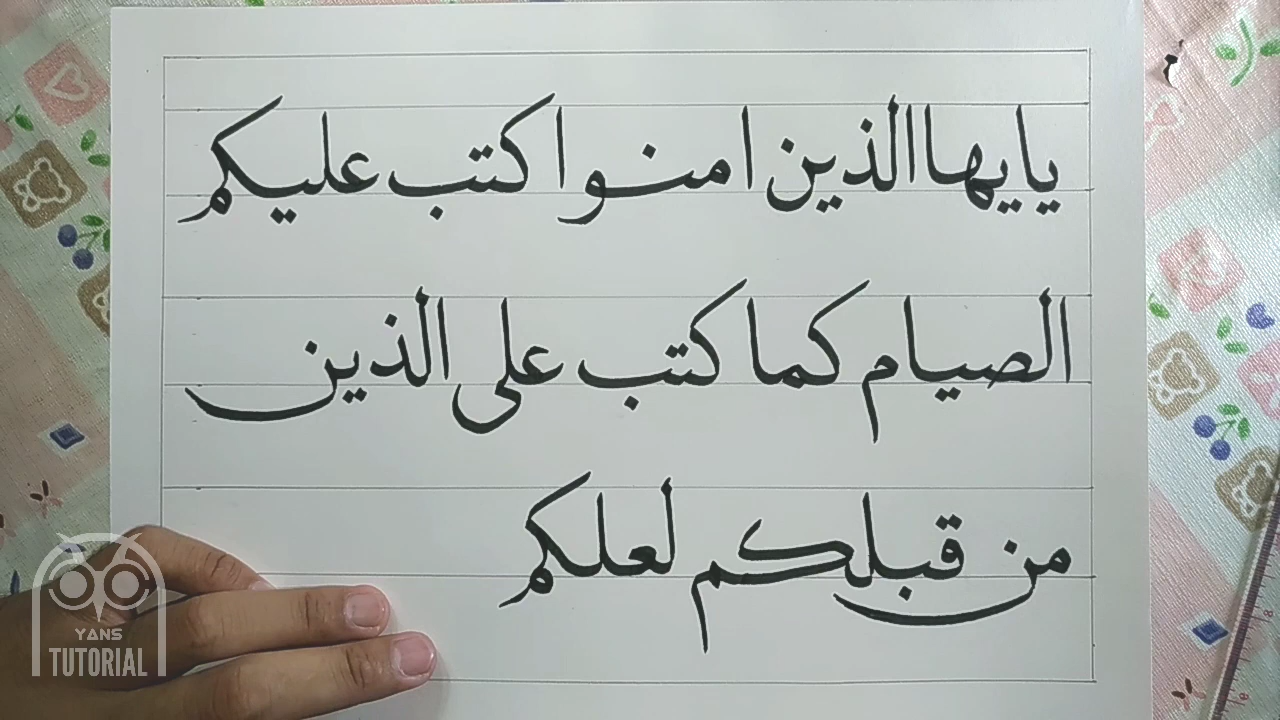 يايها الذين امنوا كتب عليكم
الصيام كما كتب على الذين
من قبلكم لعلكم
YANS
TUTORIAL